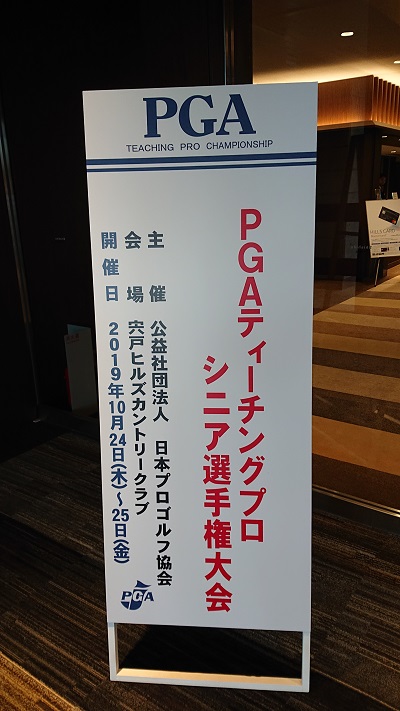 PGA
TEACHING PRO CHAMPIONSHIP
PGAティーチングプロ
シニア選手権大会
主催 公益社団法人 日本プロゴルフ協会
会場 宍戸ヒルズカントリークラブ
開催日 2019年10月24日(木)~25日(金)
PGA